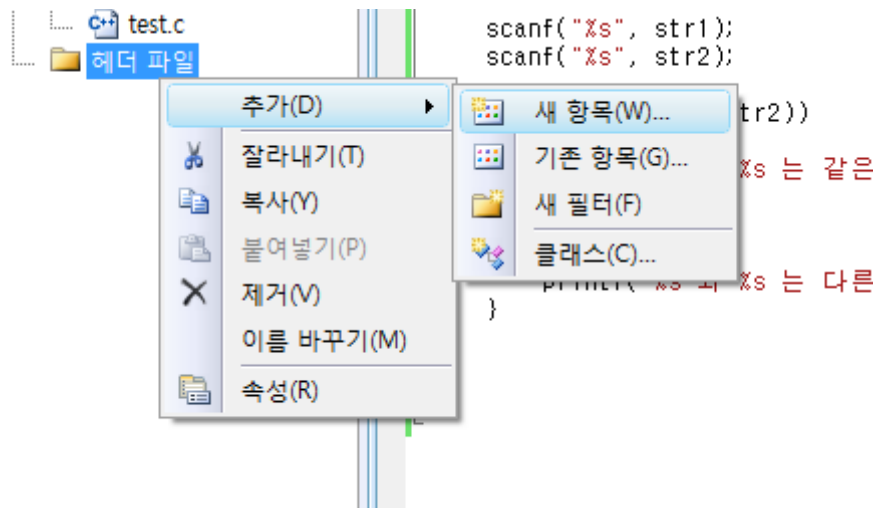 test.c
헤더 파일
추가(D)
잘라내기(T)
복사(Y)
붙여넣기(P)
제거(V)
이름 바꾸기(M)
속성(R)
새 항목(W)...
기존 항목(G)...
새 필터(F)
클래스(C)...
scanf("%s", str1);
scanf("%s", str2);
tr2))
%s 는 같은
printf( %s 와 %s 는 다른
}